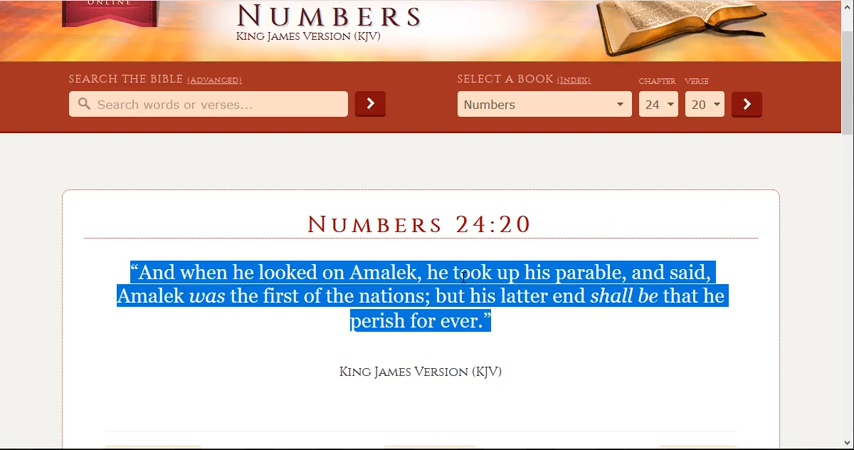 ONLINE
NUMBERS
KING JAMES VERSION (KJV)
SEARCH THE BIBLE (ADVANCED)
SELECT A BOOK (INDEX)
CHAPTER
VERSE
Search words or verses...
Numbers
24
20
NUMBERS 24:20
“And when he looked on Amalek, he took up his parable, and said,
Amalek was the first of the nations; but his latter end shall be that he
perish for ever.”
KING JAMES VERSION (KJV)